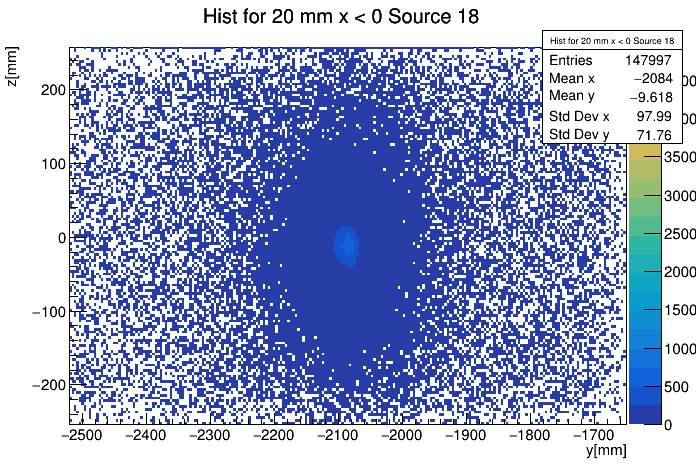 Hist for 20 mm x < 0 Source 18
Hist for 20 mm x < 0 Source 18
Entries 147997
Mean x −2084
Mean y −9.618
Std Dev x 97.99
Std Dev y 71.76
z[mm]
200
100
0
−100
−200
−2500 −2400 −2300 −2200 −2100 −2000 −1900 −1800 −1700
y[mm]
3500
3000
2500
2000
1500
1000
500
0